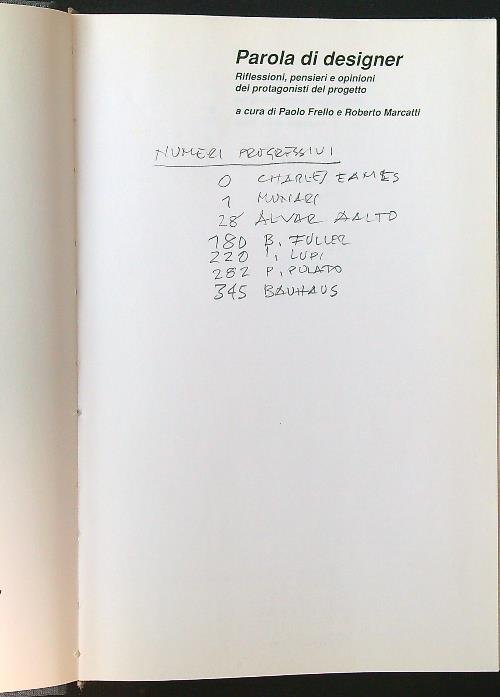 Parola di designer
Riflessioni, pensieri e opinioni
dei protagonisti del progetto
a cura di Paolo Frello e Roberto Marcatti
NUMERI PROGRESSIVI
0 CHARLES EAMES
1 MUNARI
28 ALVAR AALTO
180 B. FULLER
220 I. LUPI
282 P. POLATO
345 BAUHAUS